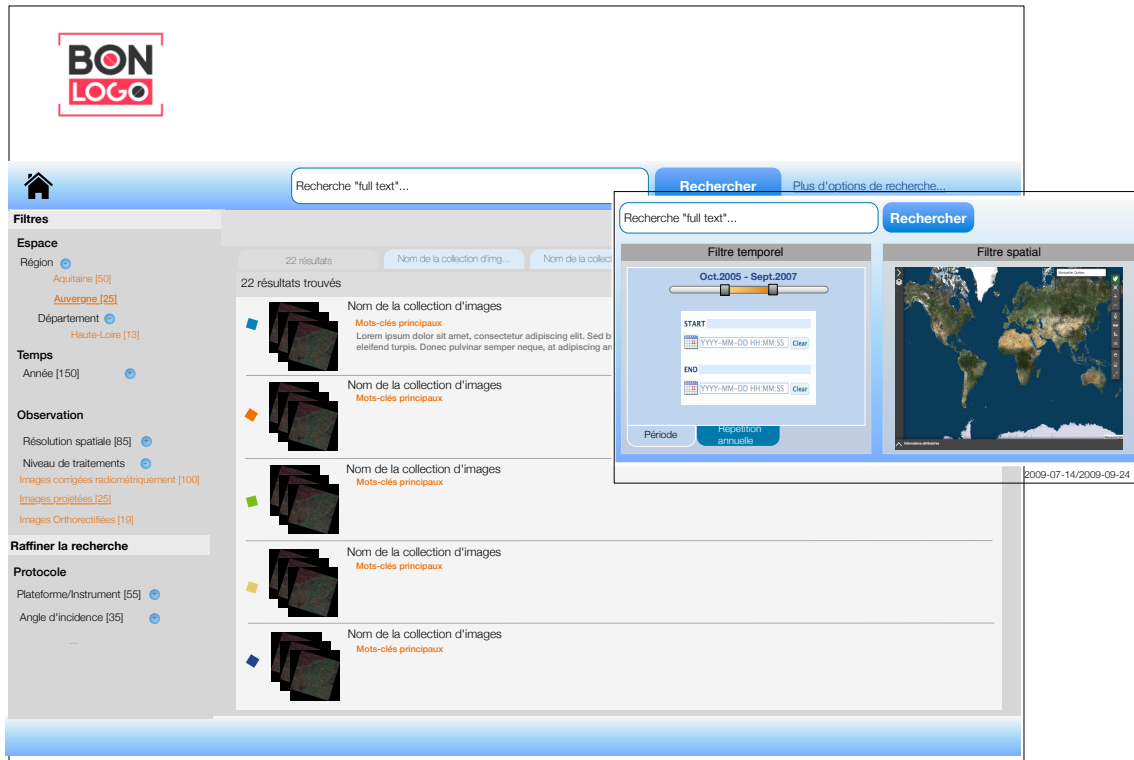 BON
LOGO
Recherche "full text"...
Rechercher
Plus d'options de recherche...
Filtres
Espace
Région
Aquitaine [50]
Auvergne [25]
Département
Haute-Loire [13]
Temps
Année [150]
Observation
Résolution spatiale [85]
Niveau de traitements
Images corrigées radiométriquement [100]
Images projetées [25]
Images Orthorectifiées [19]
Raffiner la recherche
Protocole
Plateforme/Instrument [55]
Angle d'incidence [35]
...
22 résultats
Nom de la collection d'imag...
Nom de la collect
22 résultats trouvés
Nom de la collection d'images
Mots-clés principaux
Lorem ipsum dolor sit amet, consectetur adipiscing elit. Sed b
eleifend turpis. Donec pulvinar semper neque, at adipiscing ar
Nom de la collection d'images
Mots-clés principaux
Nom de la collection d'images
Mots-clés principaux
Nom de la collection d'images
Mots-clés principaux
Nom de la collection d'images
Mots-clés principaux
Recherche "full text"...
Rechercher
Filtre temporel
Oct.2005 - Sept.2007
START
YYYY-MM-DD HH:MM:SS Clear
END
YYYY-MM-DD HH:MM:SS Clear
Période
Répétition
annuelle
Filtre spatial
Montpellier, Québec
Informations attributaires
2009-07-14/2009-09-24